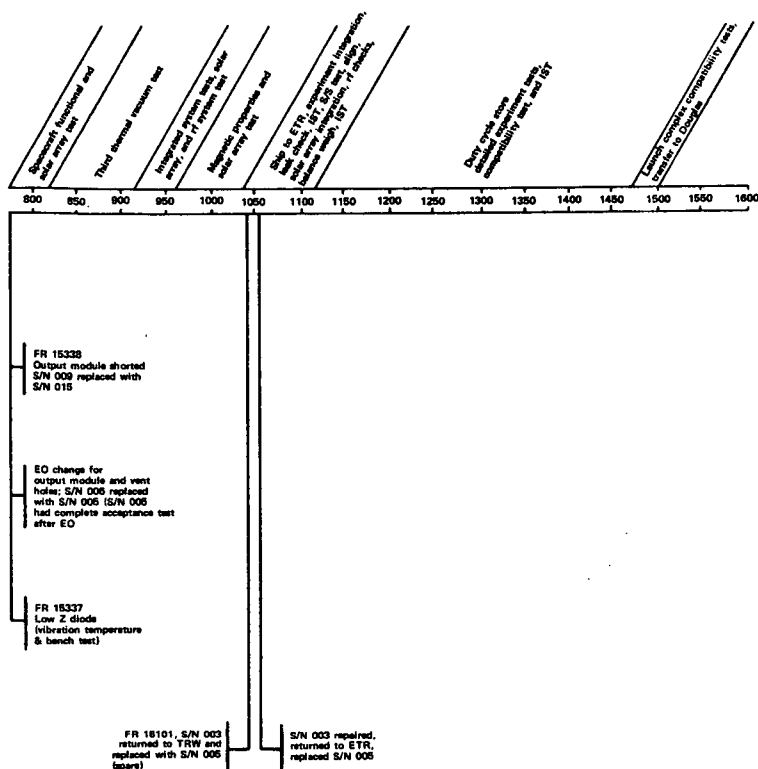 Spacecraft functional and
solar array test
Third thermal vacuum test
Integrated system tests, solar
array, and rf system test
Magnetic properties and
solar array test
Ship to ETR, experiment integration,
leak check, IST, S/S test, align,
solar array integration, rf checks,
balance weigh, IST
Duty cycle store
detailed experiment tests,
compatibility test, and IST
Launch complex compatibility tests,
transfer to Douglas
800 850 900 950 1000 1050 1100 1150 1200 1250 1300 1350 1400 1450 1500 1550 1600
FR 15338
Output module shorted
S/N 009 replaced with
S/N 015
EO change for
output module and vent
holes; S/N 005 replaced
with S/N 005 (S/N 005
had complete acceptance test
after EO
FR 15337
Low Z diode
(vibration temperature
& bench test)
FR 16101, S/N 003
returned to TRW and
replaced with S/N 005
(spare)
S/N 003 repaired,
returned to ETR,
replaced S/N 005